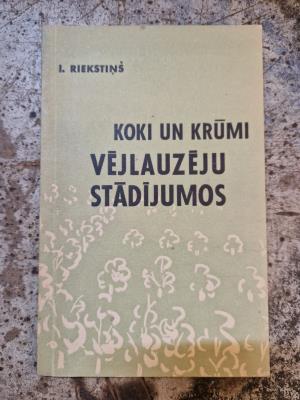 I. RIEKSTIŅŠ
KOKI UN KRŪMI
VĒJLAUZĒJU
STĀDĪJUMOS